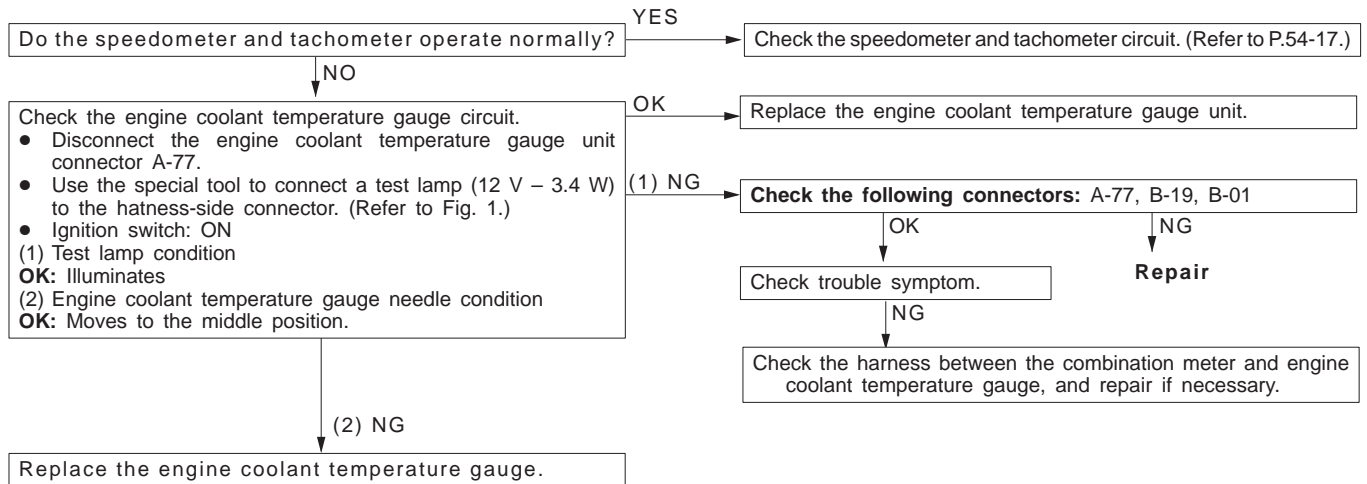 YES
Do the speedometer and tachometer operate normally?
Check the speedometer and tachometer circuit. (Refer to P.54-17.)
NO
Check the engine coolant temperature gauge circuit.
● Disconnect the engine coolant temperature gauge unit
connector A-77.
● Use the special tool to connect a test lamp (12 V – 3.4 W)
to the hatness-side connector. (Refer to Fig. 1.)
● Ignition switch: ON
(1) Test lamp condition
OK: Illuminates
(2) Engine coolant temperature gauge needle condition
OK: Moves to the middle position.
OK
Replace the engine coolant temperature gauge unit.
(1) NG
Check the following connectors: A-77, B-19, B-01
OK
NG
Repair
Check trouble symptom.
NG
Check the harness between the combination meter and engine
coolant temperature gauge, and repair if necessary.
(2) NG
Replace the engine coolant temperature gauge.